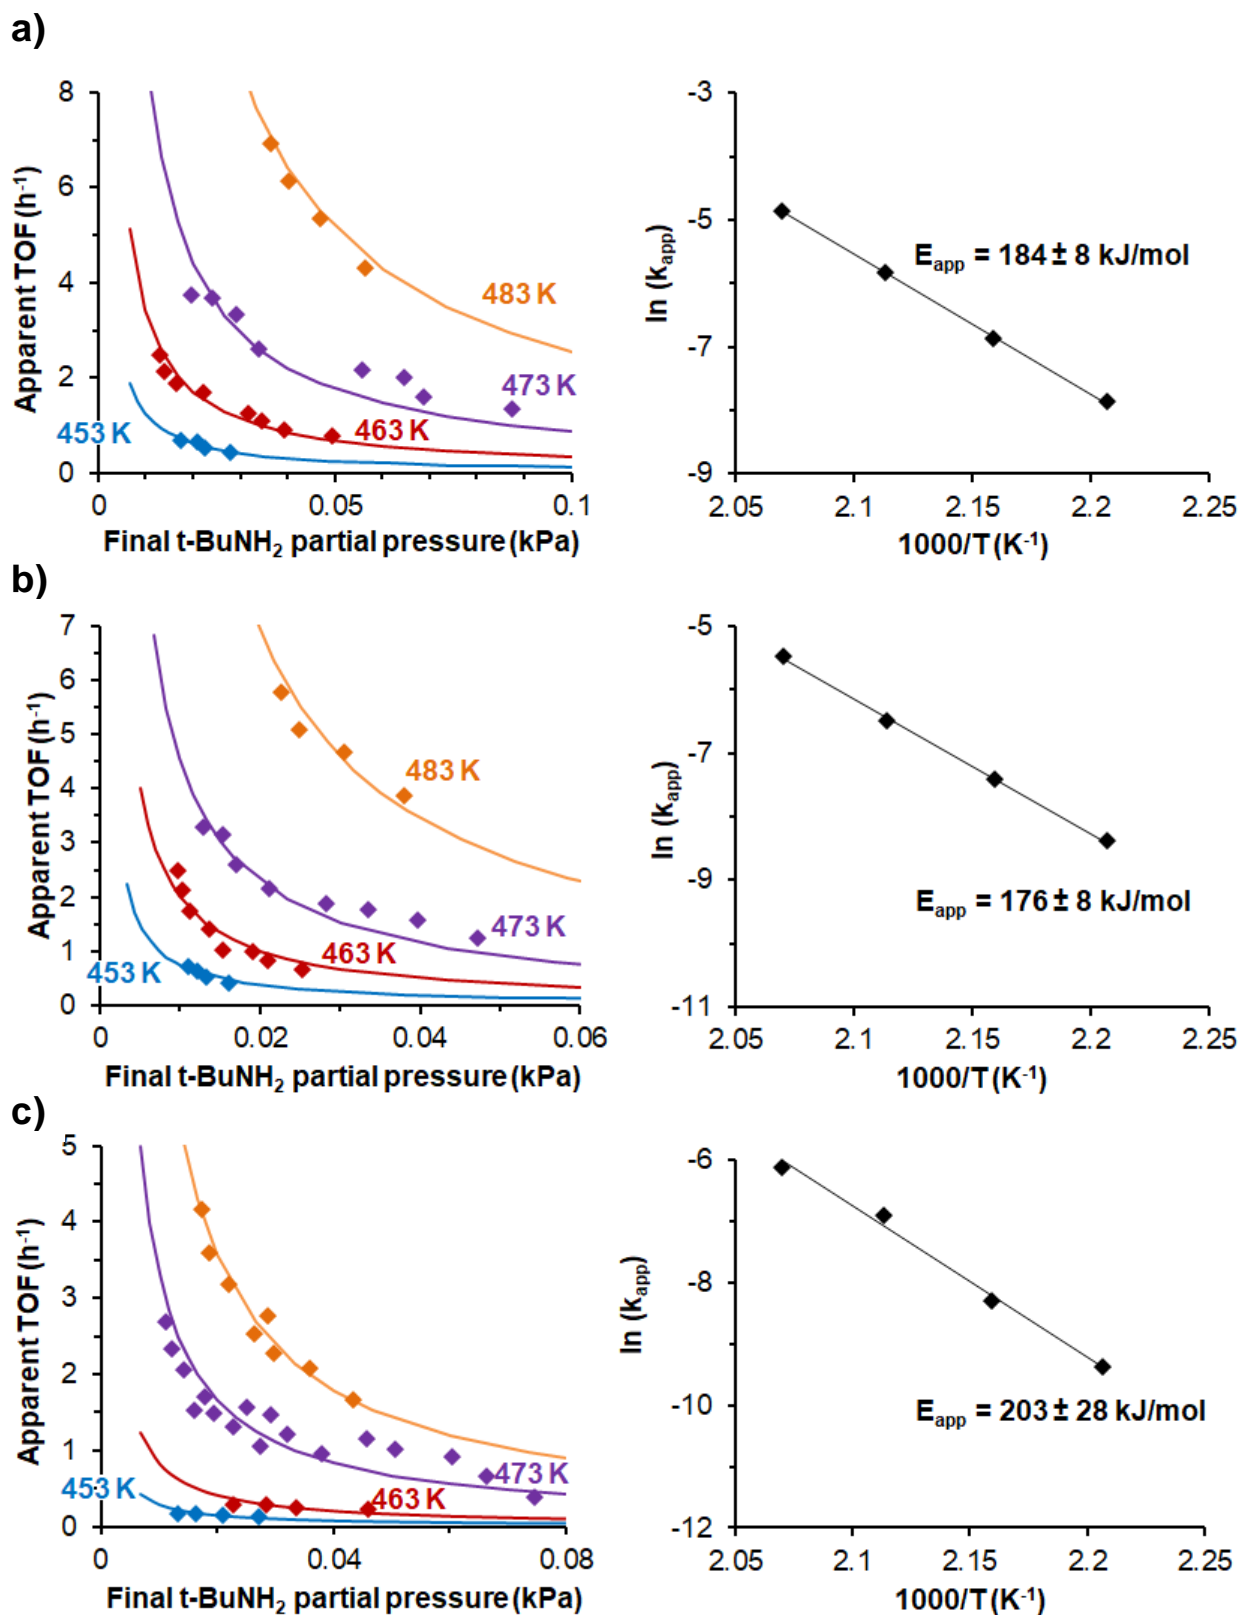 a)
8
6
4
2
0
Apparent TOF (h⁻¹)
453 K
463 K
473 K
483 K
0 0.05 0.1
Final t-BuNH₂ partial pressure (kPa)
-3
-5
-7
-9
ln (kₐₚₚ)
Eₐₚₚ = 184 ± 8 kJ/mol
2.05 2.1 2.15 2.2 2.25
1000/T (K⁻¹)
b)
7
6
5
4
3
2
1
0
Apparent TOF (h⁻¹)
453 K
463 K
473 K
483 K
0 0.02 0.04 0.06
Final t-BuNH₂ partial pressure (kPa)
-5
-7
-9
-11
ln (kₐₚₚ)
Eₐₚₚ = 176 ± 8 kJ/mol
2.05 2.1 2.15 2.2 2.25
1000/T (K⁻¹)
c)
5
4
3
2
1
0
Apparent TOF (h⁻¹)
453 K
463 K
473 K
0 0.04 0.08
Final t-BuNH₂ partial pressure (kPa)
-6
-8
-10
-12
ln (kₐₚₚ)
Eₐₚₚ = 203 ± 28 kJ/mol
2.05 2.1 2.15 2.2 2.25
1000/T (K⁻¹)